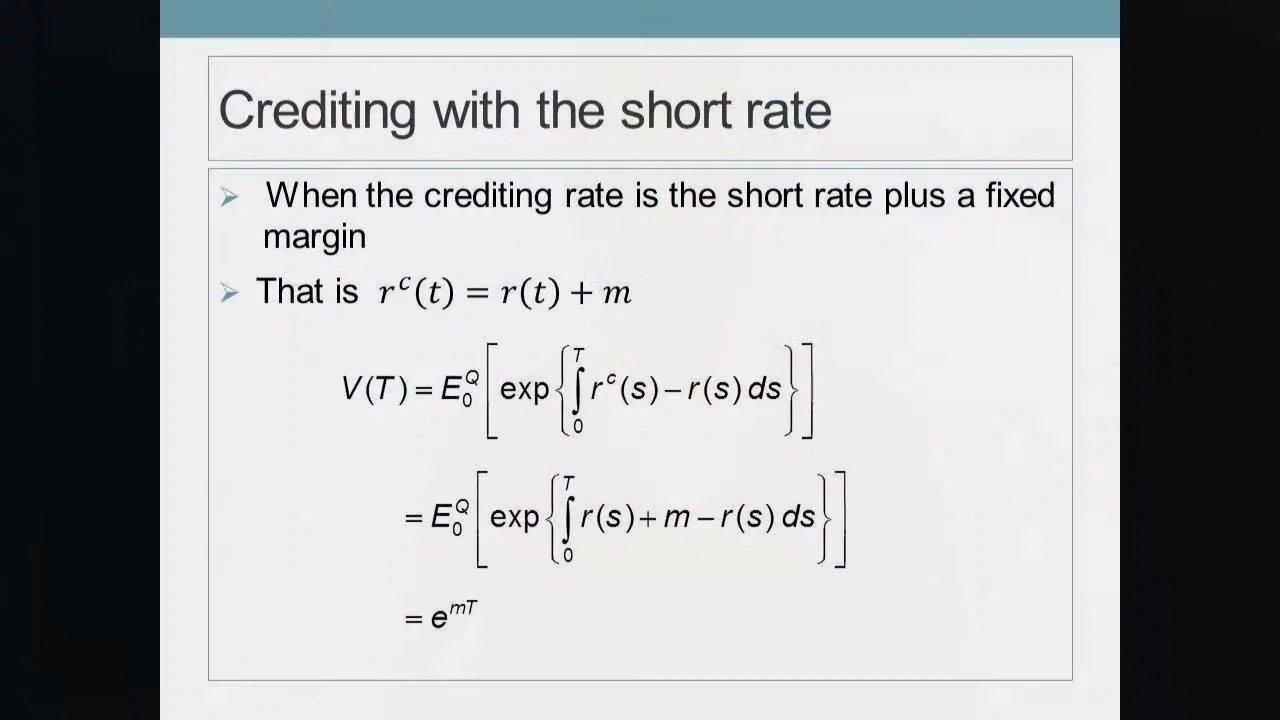 Crediting with the short rate
When the crediting rate is the short rate plus a fixed
margin
That is r^c(t) = r(t) + m
V(T) = E_0^Q [ exp { ∫_0^T r^c(s) − r(s) ds } ]
= E_0^Q [ exp { ∫_0^T r(s) + m − r(s) ds } ]
= e^{mT}